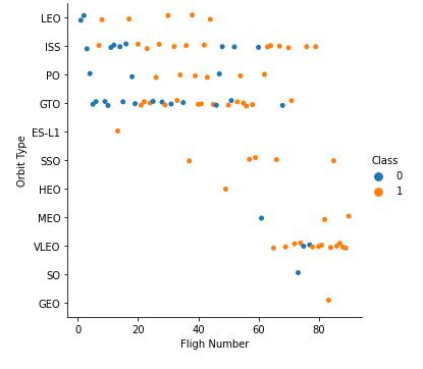 LEO
ISS
PO
GTO
ES-L1
SSO
HEO
MEO
VLEO
SO
GEO
Orbit Type
0
20
40
60
80
Fligh Number
Class
0
1